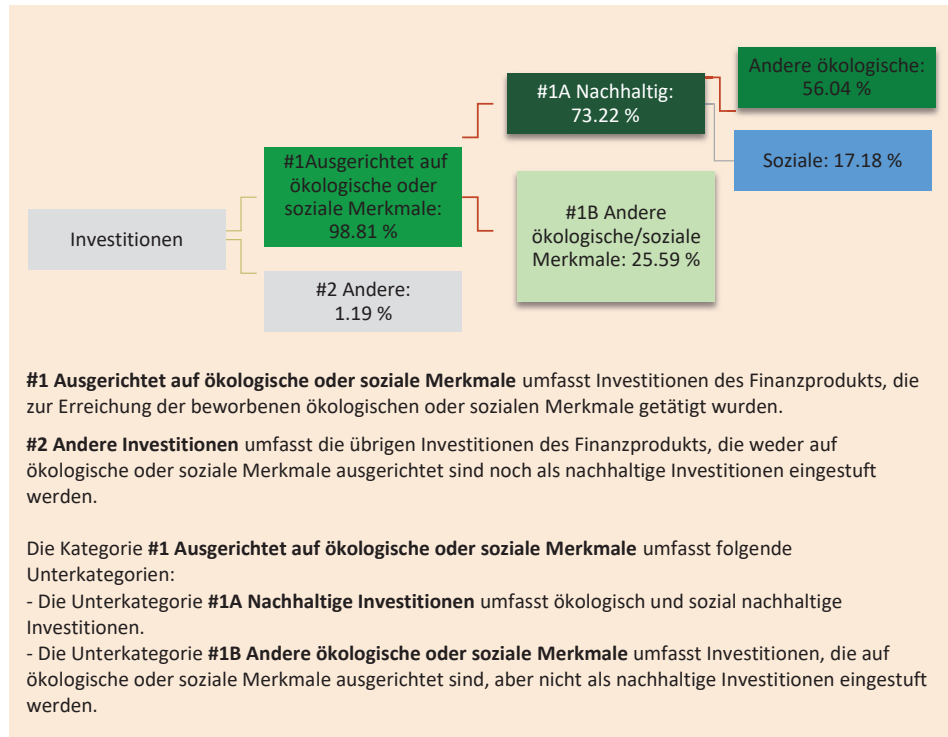 Andere ökologische:
56.04 %
#1A Nachhaltig:
73.22 %
Soziale: 17.18 %
#1Ausgerichtet auf
ökologische oder
soziale Merkmale:
98.81 %
#1B Andere
ökologische/soziale
Merkmale: 25.59 %
Investitionen
#2 Andere:
1.19 %
#1 Ausgerichtet auf ökologische oder soziale Merkmale umfasst Investitionen des Finanzprodukts, die
zur Erreichung der beworbenen ökologischen oder sozialen Merkmale getätigt wurden.
#2 Andere Investitionen umfasst die übrigen Investitionen des Finanzprodukts, die weder auf
ökologische oder soziale Merkmale ausgerichtet sind noch als nachhaltige Investitionen eingestuft
werden.
Die Kategorie #1 Ausgerichtet auf ökologische oder soziale Merkmale umfasst folgende
Unterkategorien:
- Die Unterkategorie #1A Nachhaltige Investitionen umfasst ökologisch und sozial nachhaltige
Investitionen.
- Die Unterkategorie #1B Andere ökologische oder soziale Merkmale umfasst Investitionen, die auf
ökologische oder soziale Merkmale ausgerichtet sind, aber nicht als nachhaltige Investitionen eingestuft
werden.